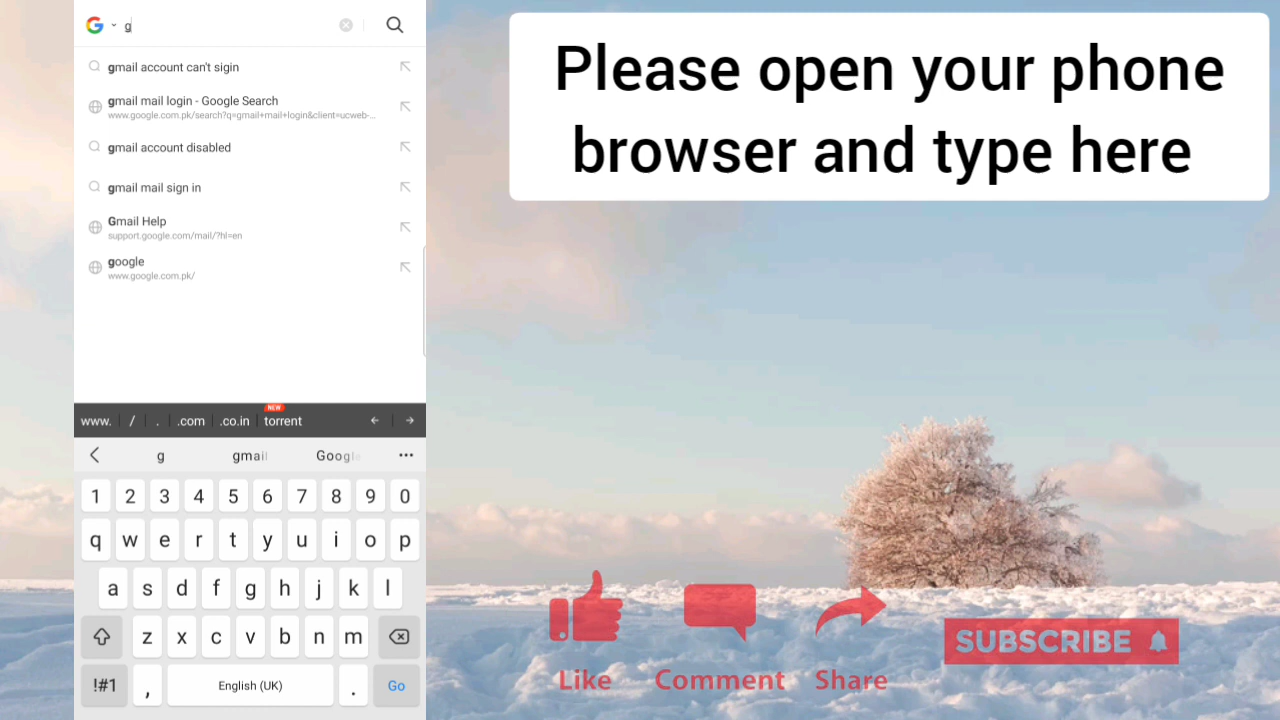 g
gmail account can't sigin
gmail mail login - Google Search
www.google.com.pk/search?q=gmail+mail+login&client=ucweb-...
gmail account disabled
gmail mail sign in
Gmail Help
support.google.com/mail/?hl=en
google
www.google.com.pk/
NEW
www. / . .com .co.in torrent
g gmail Google
1 2 3 4 5 6 7 8 9 0
q w e r t y u i o p
a s d f g h j k l
z x c v b n m
!#1 , English (UK) . Go
Please open your phone
browser and type here
Like Comment Share
SUBSCRIBE